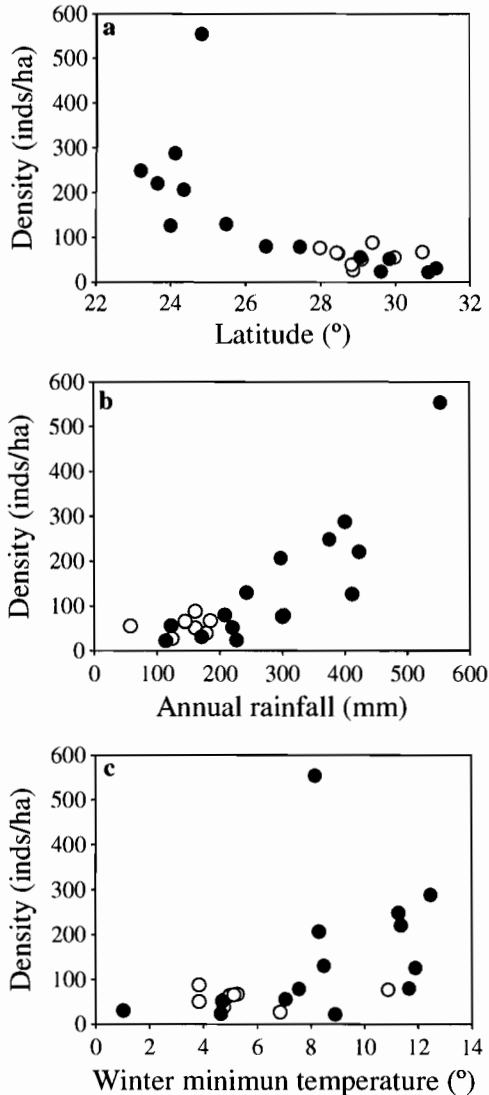 a
600
500
400
300
200
100
0
Density (inds/ha)
22 24 26 28 30 32
Latitude (º)
b
600
500
400
300
200
100
0
Density (inds/ha)
0 100 200 300 400 500 600
Annual rainfall (mm)
c
600
500
400
300
200
100
0
Density (inds/ha)
0 2 4 6 8 10 12 14
Winter minimun temperature (º)